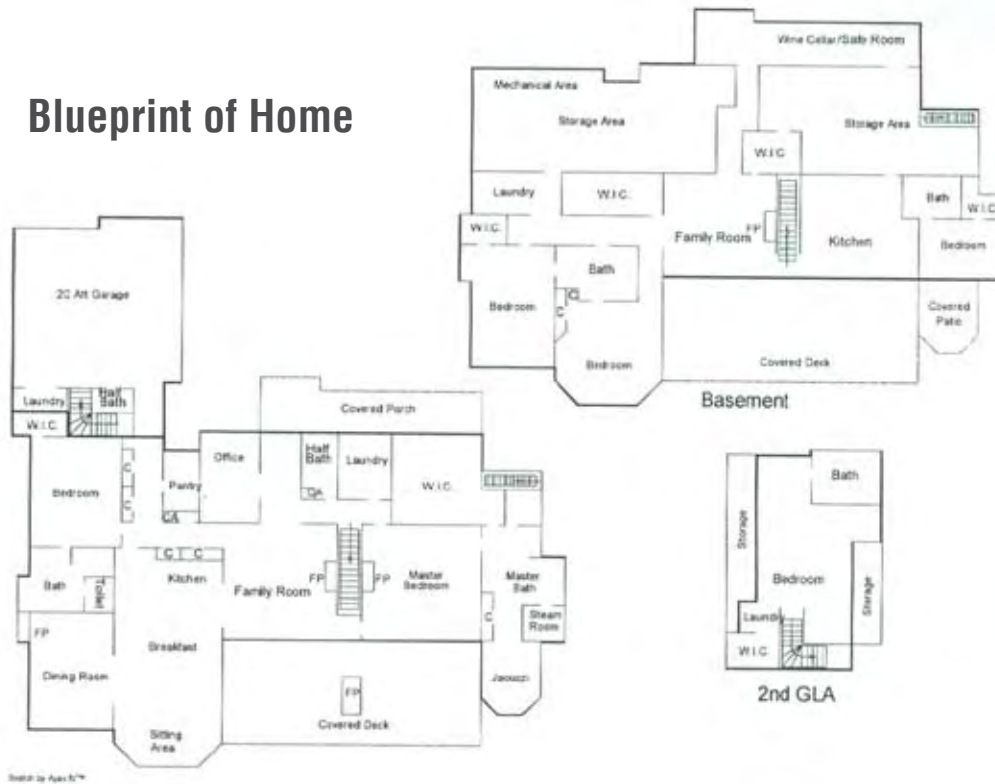 Blueprint of Home
Wine Cellar/Safe Room
Mechanical Area
Storage Area
Storage Area
W.I.C.
Laundry
W.I.C.
Bath
W.I.C.
W.I.C.
FP
Family Room
Kitchen
Bedroom
Bath
Bedroom
C
Covered
Patio
Bedroom
Covered Deck
Basement
2C Att Garage
Laundry
Half
Bath
W.I.C.
Covered Porch
Office
Half
Bath
Laundry
C
Bedroom
Pantry
W.I.C.
C
C
C
Kitchen
Family Room
FP
FP
Master
Bedroom
Master
Bath
Bath
Toilet
C
Steam
Room
FP
Breakfast
Dining Room
Jacuzzi
FP
Covered Deck
Sitting
Area
Bath
Storage
Bedroom
Storage
Laundry
W.I.C.
2nd GLA